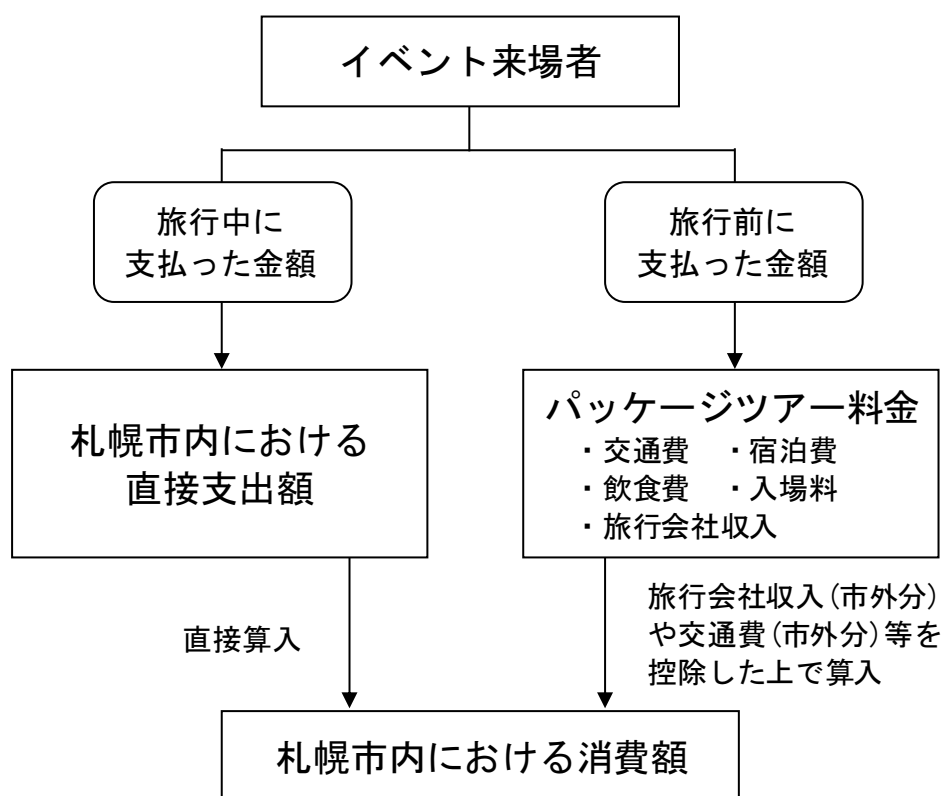 イベント来場者
旅行中に
支払った金額
旅行前に
支払った金額
札幌市内における
直接支出額
パッケージツアー料金
・交通費　・宿泊費
・飲食費　・入場料
・旅行会社収入
直接算入
旅行会社収入(市外分)
や交通費(市外分)等を
控除した上で算入
札幌市内における消費額